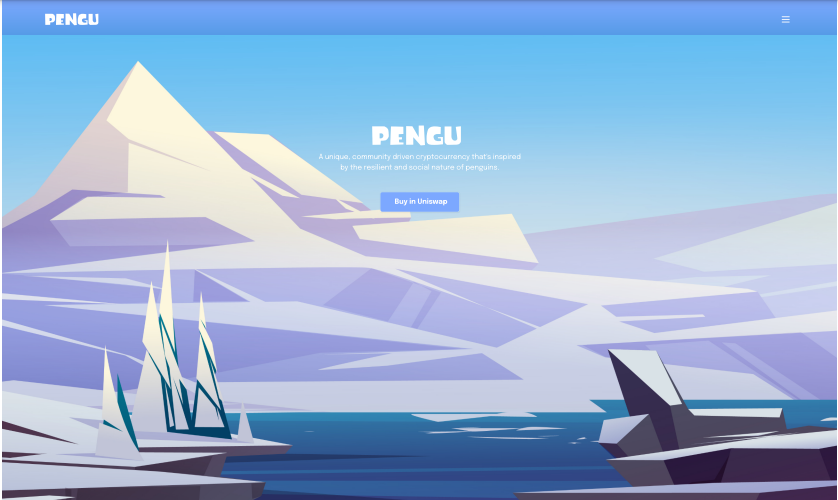 PENGU
PENGU
A unique, community driven cryptocurrency that's inspired
by the resilient and social nature of penguins.
Buy in Uniswap